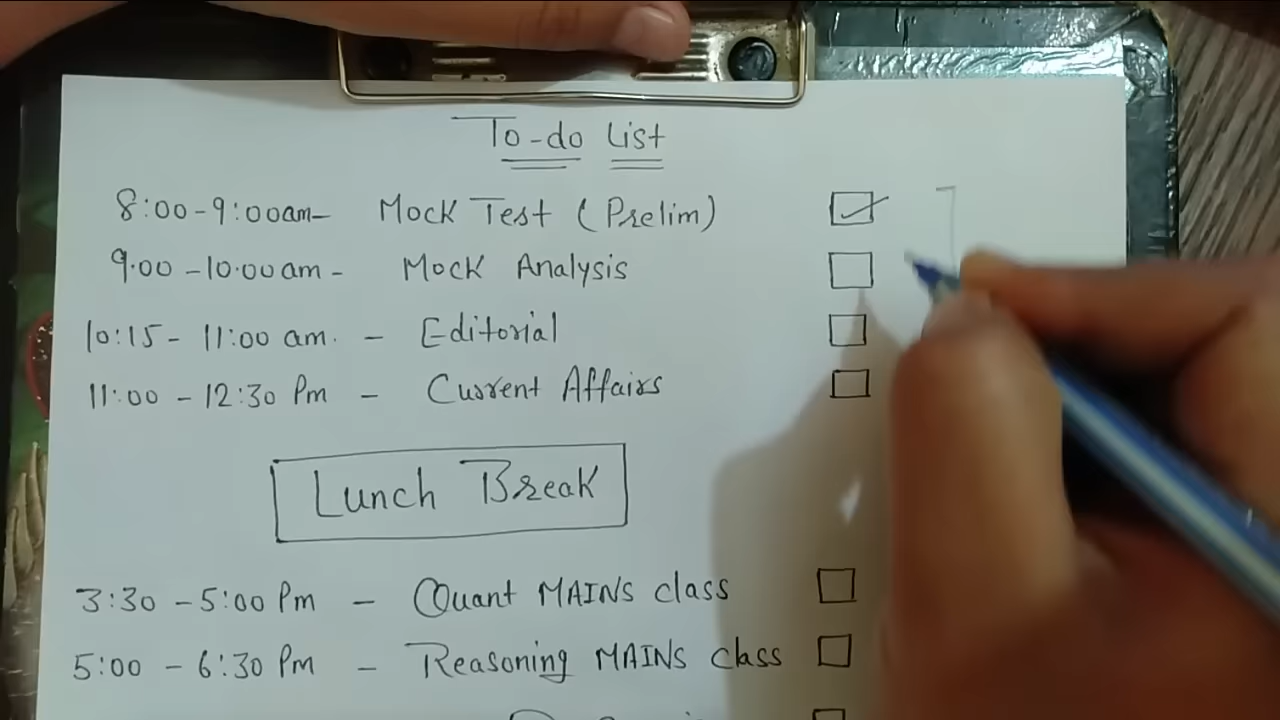 To-do List
8:00-9:00am- Mock Test (Prelim)
9.00-10.00am- Mock Analysis
10:15-11:00 am. - Editorial
11:00-12:30 Pm - Current Affairs
Lunch Break
3:30-5:00 Pm - Quant MAINS class
5:00-6:30 Pm - Reasoning MAINS class